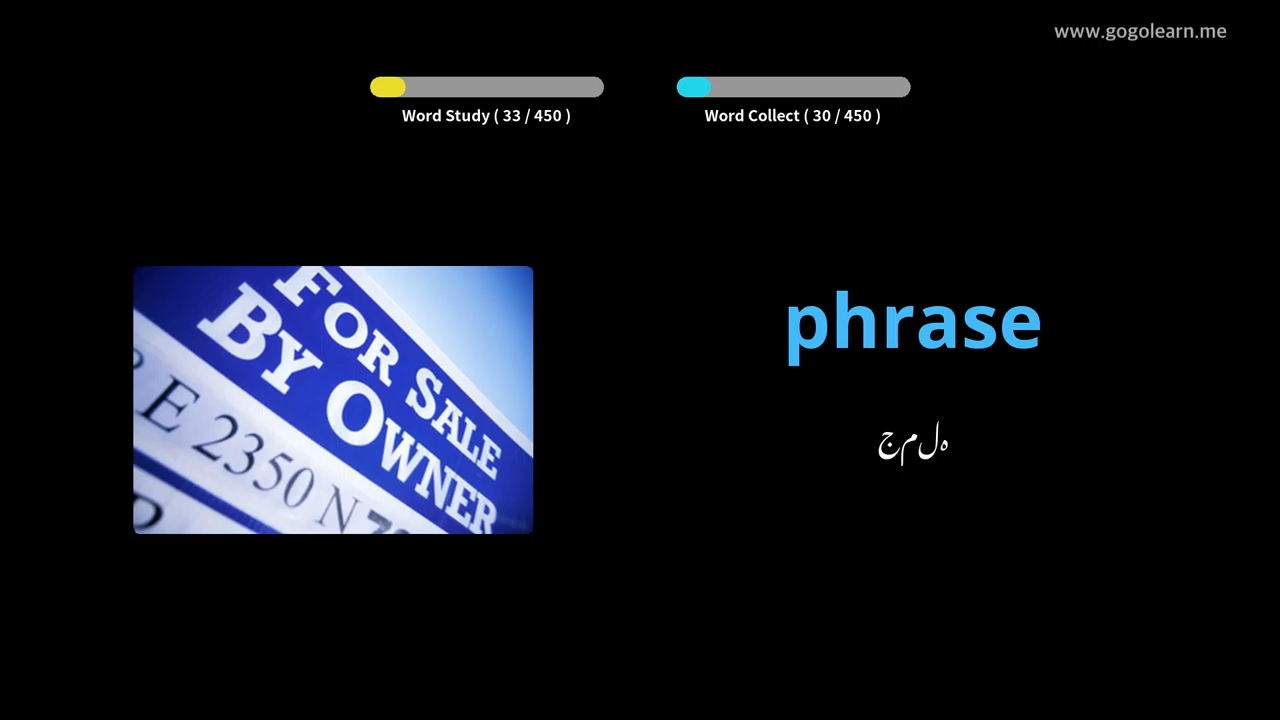 www.gogolearn.me
Word Study ( 33 / 450 )
Word Collect ( 30 / 450 )
FOR SALE
BY OWNER
E 2350 N
phrase
جملہ